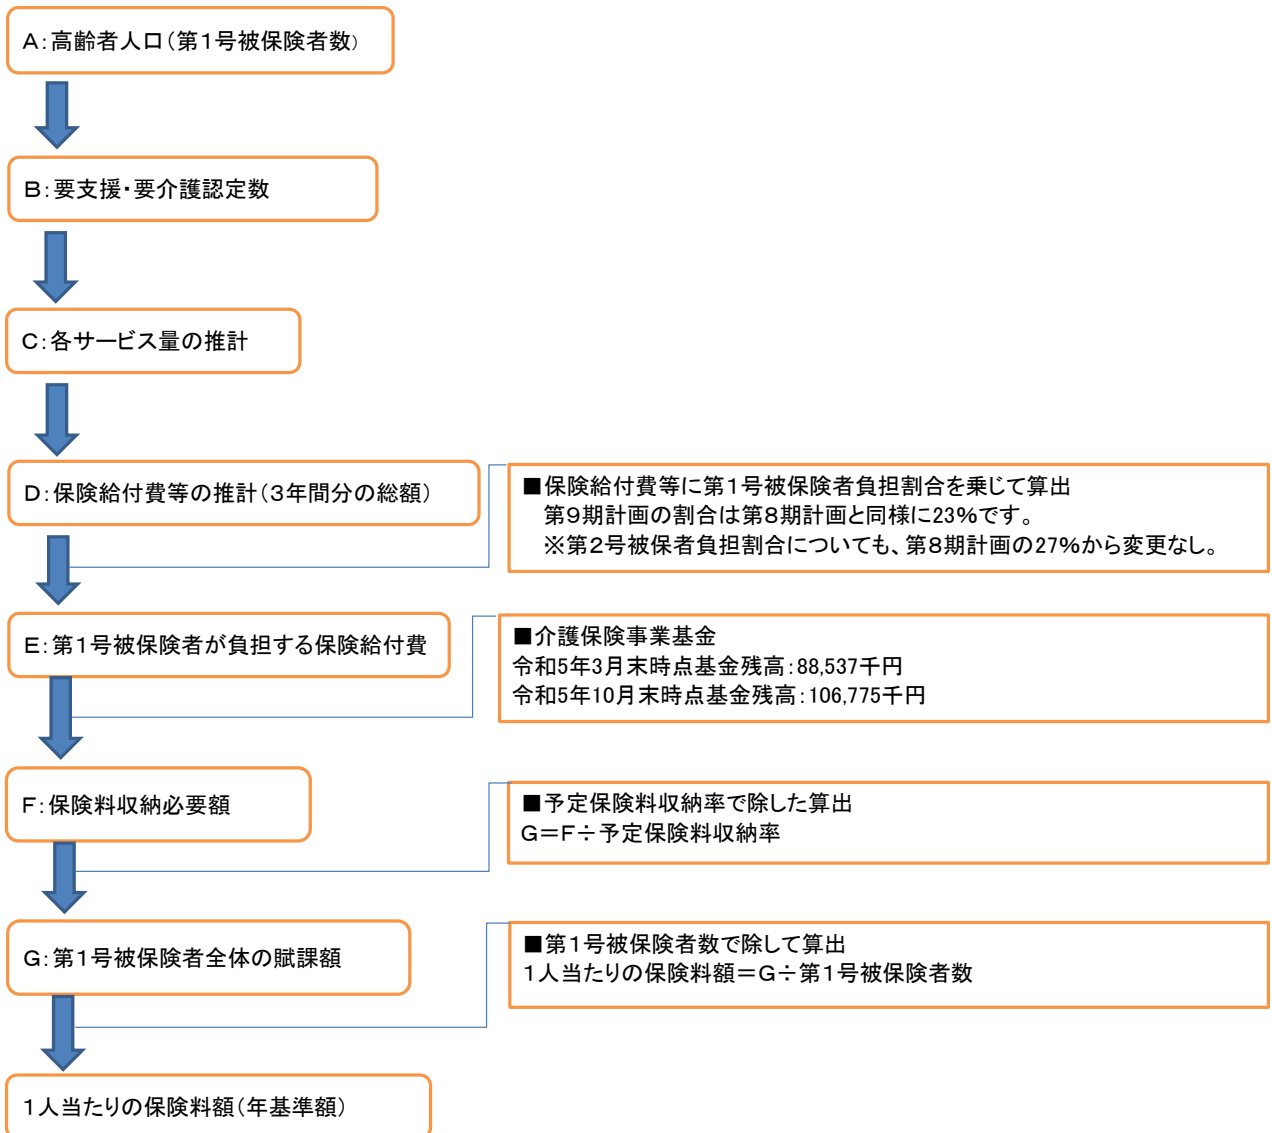 A：高齢者人口（第１号被保険者数）
B：要支援・要介護認定数
C：各サービス量の推計
D：保険給付費等の推計（３年間分の総額）
■保険給付費等に第１号被保険者負担割合を乗じて算出
第９期計画の割合は第８期計画と同様に23％です。
※第２号被保者負担割合についても、第８期計画の27％から変更なし。
E：第１号被保険者が負担する保険給付費
■介護保険事業基金
令和5年3月末時点基金残高：88,537千円
令和5年10月末時点基金残高：106,775千円
F：保険料収納必要額
■予定保険料収納率で除した算出
G＝F÷予定保険料収納率
G：第１号被保険者全体の賦課額
■第１号被保険者数で除して算出
１人当たりの保険料額＝G÷第１号被保険者数
１人当たりの保険料額（年基準額）